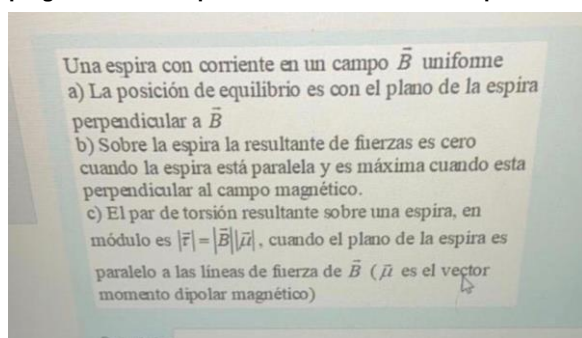 Una espira con corriente en un campo B⃗ uniforme
a) La posición de equilibrio es con el plano de la espira
perpendicular a B⃗
b) Sobre la espira la resultante de fuerzas es cero
cuando la espira está paralela y es máxima cuando esta
perpendicular al campo magnético.
c) El par de torsión resultante sobre una espira, en
módulo es |τ⃗| = |B⃗||μ⃗|, cuando el plano de la espira es
paralelo a las líneas de fuerza de B⃗ (μ⃗ es el vector
momento dipolar magnético)